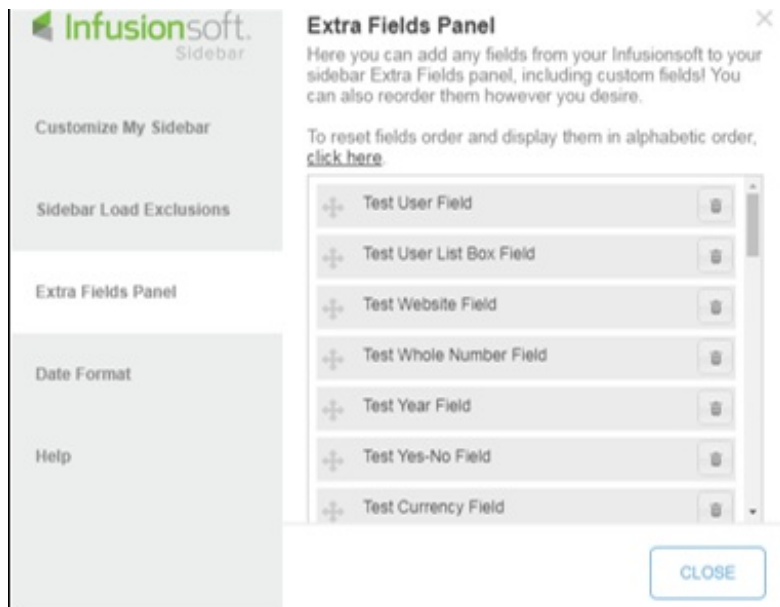 Infusionsoft.
Sidebar
Customize My Sidebar
Sidebar Load Exclusions
Extra Fields Panel
Date Format
Help
Extra Fields Panel
Here you can add any fields from your Infusionsoft to your
sidebar Extra Fields panel, including custom fields! You
can also reorder them however you desire.
To reset fields order and display them in alphabetic order,
click here.
Test User Field
Test User List Box Field
Test Website Field
Test Whole Number Field
Test Year Field
Test Yes-No Field
Test Currency Field
CLOSE